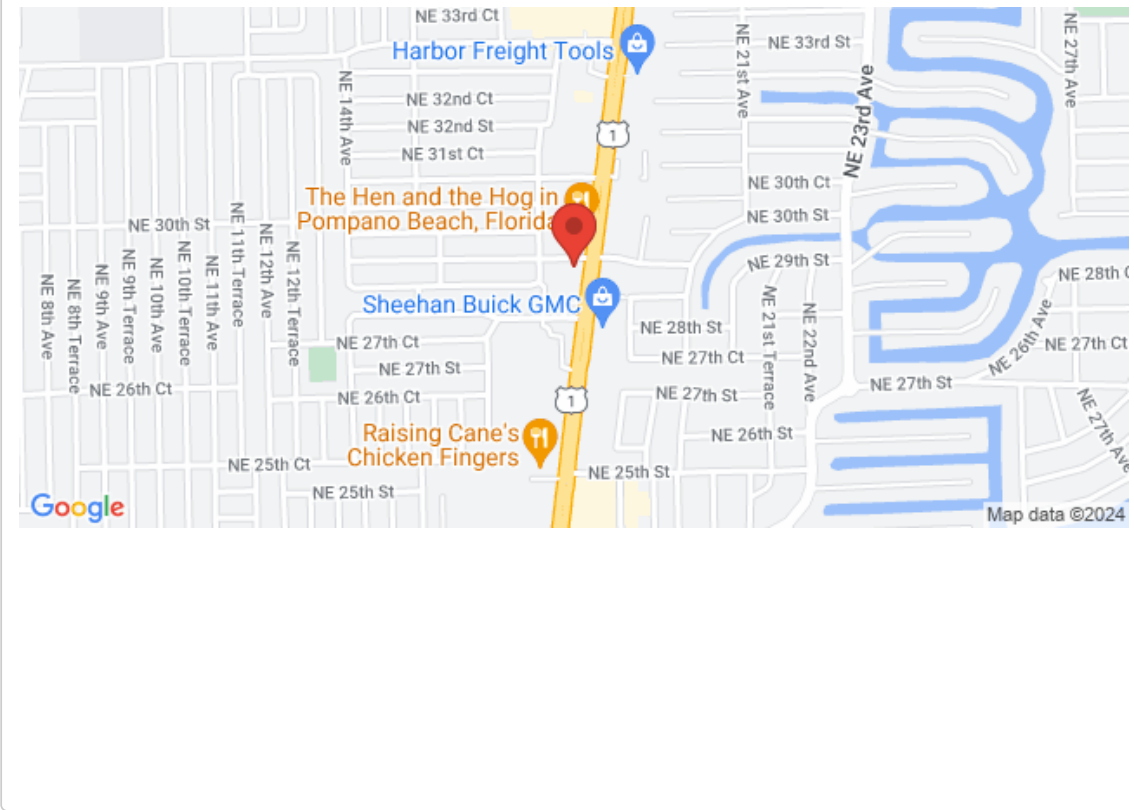 NE 33rd Ct
Harbor Freight Tools
NE 33rd St
NE 21st Ave
NE 27th Ave
NE 23rd Ave
NE 14th Ave
NE 32nd Ct
NE 32nd St
1
NE 31st Ct
The Hen and the Hog in
Pompano Beach, Florida
NE 30th Ct
NE 30th St
NE 30th St
NE 29th St
NE 11th Terrace
NE 12th Ave
NE 12th Terrace
NE 8th Ave
NE 8th Terrace
NE 9th Ave
NE 9th Terrace
NE 10th Ave
NE 10th Terrace
NE 11th Ave
Sheehan Buick GMC
NE 28th C
NE 28th St
NE 21st Terrace
NE 22nd Ave
NE 26th Ave
NE 27th Ct
NE 27th Ct
NE 27th Ct
NE 27th St
NE 27th St
NE 26th Ct
NE 26th Ct
1
NE 27th St
NE 27th Ave
Raising Cane's
Chicken Fingers
NE 26th St
NE 25th Ct
NE 25th St
NE 25th St
Google
Map data ©2024